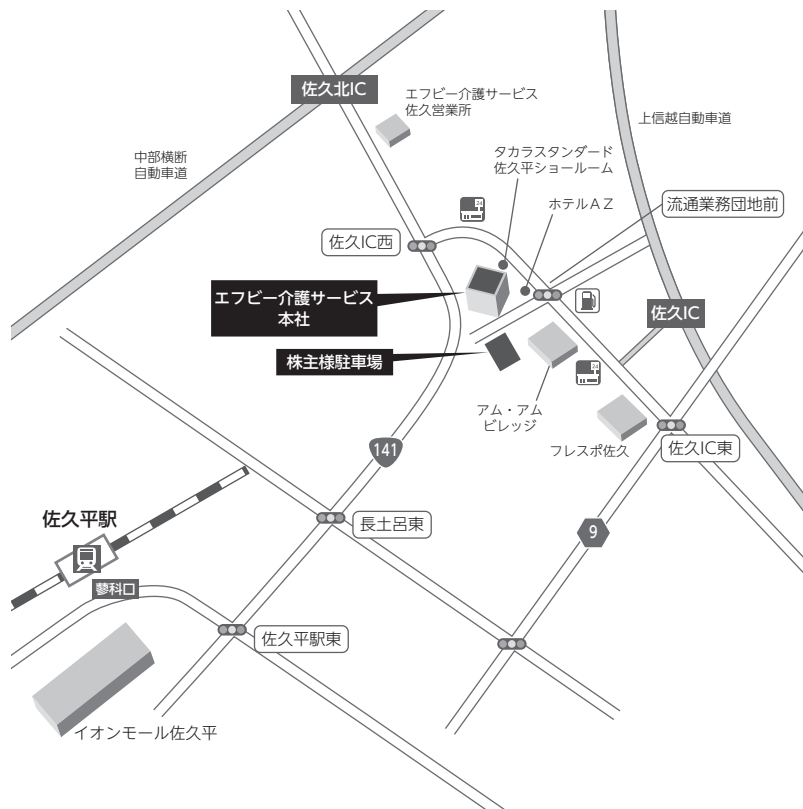 佐久北IC
エフビー介護サービス
佐久営業所
上信越自動車道
中部横断
自動車道
タカラスタンダード
佐久平ショールーム
ホテルAZ
流通業務団地前
佐久IC西
24
エフビー介護サービス
本社
佐久IC
株主様駐車場
24
アム・アム
ビレッジ
フレスポ佐久
佐久IC東
141
佐久平駅
長土呂東
9
蓼科口
佐久平駅東
イオンモール佐久平